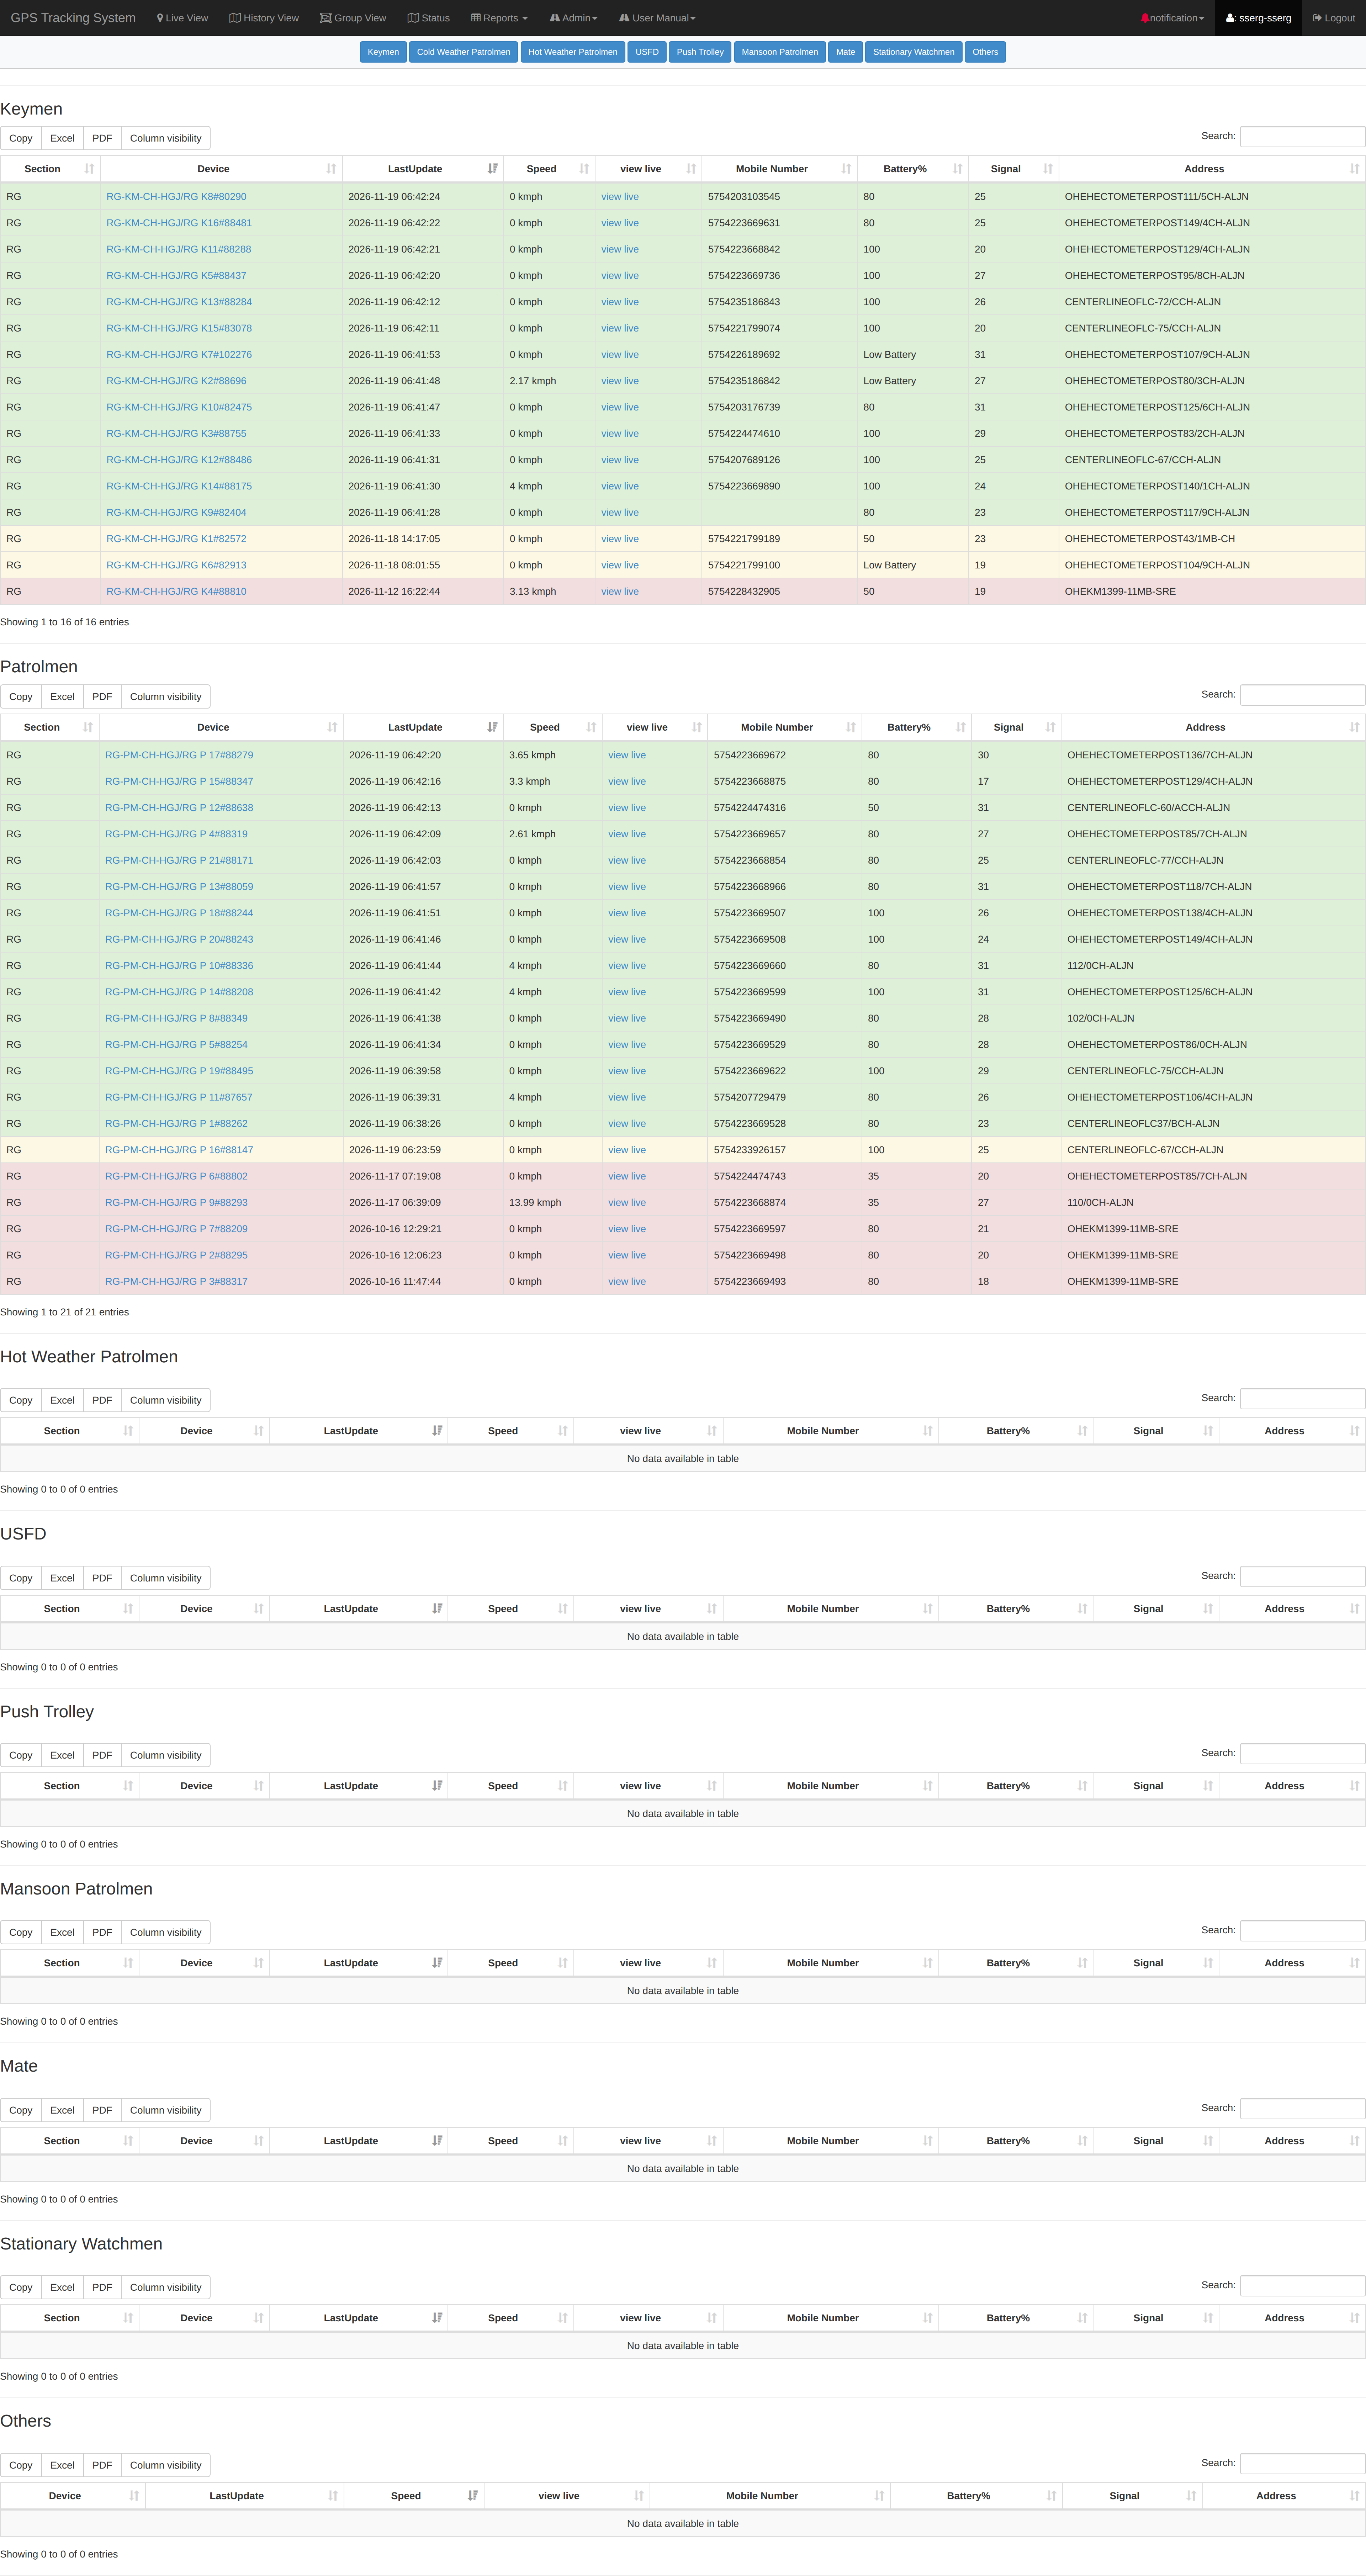 GPS Tracking System Live View History View Group View Status Reports Admin User Manual notification : sserg-sserg Logout
Keymen Cold Weather Patrolmen Hot Weather Patrolmen USFD Push Trolley Mansoon Patrolmen Mate Stationary Watchmen Others
Keymen
Copy Excel PDF Column visibility Search:
Section Device LastUpdate Speed view live Mobile Number Battery% Signal Address
RG RG-KM-CH-HGJ/RG K8#80290 2026-11-19 06:42:24 0 kmph view live 5754203103545 80 25 OHEHECTOMETERPOST111/5CH-ALJN
RG RG-KM-CH-HGJ/RG K16#88481 2026-11-19 06:42:22 0 kmph view live 5754223669631 80 25 OHEHECTOMETERPOST149/4CH-ALJN
RG RG-KM-CH-HGJ/RG K11#88288 2026-11-19 06:42:21 0 kmph view live 5754223668842 100 20 OHEHECTOMETERPOST129/4CH-ALJN
RG RG-KM-CH-HGJ/RG K5#88437 2026-11-19 06:42:20 0 kmph view live 5754223669736 100 27 OHEHECTOMETERPOST95/8CH-ALJN
RG RG-KM-CH-HGJ/RG K13#88284 2026-11-19 06:42:12 0 kmph view live 5754235186843 100 26 CENTERLINEOFLC-72/CCH-ALJN
RG RG-KM-CH-HGJ/RG K15#83078 2026-11-19 06:42:11 0 kmph view live 5754221799074 100 20 CENTERLINEOFLC-75/CCH-ALJN
RG RG-KM-CH-HGJ/RG K7#102276 2026-11-19 06:41:53 0 kmph view live 5754226189692 Low Battery 31 OHEHECTOMETERPOST107/9CH-ALJN
RG RG-KM-CH-HGJ/RG K2#88696 2026-11-19 06:41:48 2.17 kmph view live 5754235186842 Low Battery 27 OHEHECTOMETERPOST80/3CH-ALJN
RG RG-KM-CH-HGJ/RG K10#82475 2026-11-19 06:41:47 0 kmph view live 5754203176739 80 31 OHEHECTOMETERPOST125/6CH-ALJN
RG RG-KM-CH-HGJ/RG K3#88755 2026-11-19 06:41:33 0 kmph view live 5754224474610 100 29 OHEHECTOMETERPOST83/2CH-ALJN
RG RG-KM-CH-HGJ/RG K12#88486 2026-11-19 06:41:31 0 kmph view live 5754207689126 100 25 CENTERLINEOFLC-67/CCH-ALJN
RG RG-KM-CH-HGJ/RG K14#88175 2026-11-19 06:41:30 4 kmph view live 5754223669890 100 24 OHEHECTOMETERPOST140/1CH-ALJN
RG RG-KM-CH-HGJ/RG K9#82404 2026-11-19 06:41:28 0 kmph view live 80 23 OHEHECTOMETERPOST117/9CH-ALJN
RG RG-KM-CH-HGJ/RG K1#82572 2026-11-18 14:17:05 0 kmph view live 5754221799189 50 23 OHEHECTOMETERPOST43/1MB-CH
RG RG-KM-CH-HGJ/RG K6#82913 2026-11-18 08:01:55 0 kmph view live 5754221799100 Low Battery 19 OHEHECTOMETERPOST104/9CH-ALJN
RG RG-KM-CH-HGJ/RG K4#88810 2026-11-12 16:22:44 3.13 kmph view live 5754228432905 50 19 OHEKM1399-11MB-SRE
Showing 1 to 16 of 16 entries
Patrolmen
Copy Excel PDF Column visibility Search:
Section Device LastUpdate Speed view live Mobile Number Battery% Signal Address
RG RG-PM-CH-HGJ/RG P 17#88279 2026-11-19 06:42:20 3.65 kmph view live 5754223669672 80 30 OHEHECTOMETERPOST136/7CH-ALJN
RG RG-PM-CH-HGJ/RG P 15#88347 2026-11-19 06:42:16 3.3 kmph view live 5754223668875 80 17 OHEHECTOMETERPOST129/4CH-ALJN
RG RG-PM-CH-HGJ/RG P 12#88638 2026-11-19 06:42:13 0 kmph view live 5754224474316 50 31 CENTERLINEOFLC-60/ACCH-ALJN
RG RG-PM-CH-HGJ/RG P 4#88319 2026-11-19 06:42:09 2.61 kmph view live 5754223669657 80 27 OHEHECTOMETERPOST85/7CH-ALJN
RG RG-PM-CH-HGJ/RG P 21#88171 2026-11-19 06:42:03 0 kmph view live 5754223668854 80 25 CENTERLINEOFLC-77/CCH-ALJN
RG RG-PM-CH-HGJ/RG P 13#88059 2026-11-19 06:41:57 0 kmph view live 5754223668966 80 31 OHEHECTOMETERPOST118/7CH-ALJN
RG RG-PM-CH-HGJ/RG P 18#88244 2026-11-19 06:41:51 0 kmph view live 5754223669507 100 26 OHEHECTOMETERPOST138/4CH-ALJN
RG RG-PM-CH-HGJ/RG P 20#88243 2026-11-19 06:41:46 0 kmph view live 5754223669508 100 24 OHEHECTOMETERPOST149/4CH-ALJN
RG RG-PM-CH-HGJ/RG P 10#88336 2026-11-19 06:41:44 4 kmph view live 5754223669660 80 31 112/0CH-ALJN
RG RG-PM-CH-HGJ/RG P 14#88208 2026-11-19 06:41:42 4 kmph view live 5754223669599 100 31 OHEHECTOMETERPOST125/6CH-ALJN
RG RG-PM-CH-HGJ/RG P 8#88349 2026-11-19 06:41:38 0 kmph view live 5754223669490 80 28 102/0CH-ALJN
RG RG-PM-CH-HGJ/RG P 5#88254 2026-11-19 06:41:34 0 kmph view live 5754223669529 80 28 OHEHECTOMETERPOST86/0CH-ALJN
RG RG-PM-CH-HGJ/RG P 19#88495 2026-11-19 06:39:58 0 kmph view live 5754223669622 100 29 CENTERLINEOFLC-75/CCH-ALJN
RG RG-PM-CH-HGJ/RG P 11#87657 2026-11-19 06:39:31 4 kmph view live 5754207729479 80 26 OHEHECTOMETERPOST106/4CH-ALJN
RG RG-PM-CH-HGJ/RG P 1#88262 2026-11-19 06:38:26 0 kmph view live 5754223669528 80 23 CENTERLINEOFLC37/BCH-ALJN
RG RG-PM-CH-HGJ/RG P 16#88147 2026-11-19 06:23:59 0 kmph view live 5754233926157 100 25 CENTERLINEOFLC-67/CCH-ALJN
RG RG-PM-CH-HGJ/RG P 6#88802 2026-11-17 07:19:08 0 kmph view live 5754224474743 35 20 OHEHECTOMETERPOST85/7CH-ALJN
RG RG-PM-CH-HGJ/RG P 9#88293 2026-11-17 06:39:09 13.99 kmph view live 5754223668874 35 27 110/0CH-ALJN
RG RG-PM-CH-HGJ/RG P 7#88209 2026-10-16 12:29:21 0 kmph view live 5754223669597 80 21 OHEKM1399-11MB-SRE
RG RG-PM-CH-HGJ/RG P 2#88295 2026-10-16 12:06:23 0 kmph view live 5754223669498 80 20 OHEKM1399-11MB-SRE
RG RG-PM-CH-HGJ/RG P 3#88317 2026-10-16 11:47:44 0 kmph view live 5754223669493 80 18 OHEKM1399-11MB-SRE
Showing 1 to 21 of 21 entries
Hot Weather Patrolmen
Copy Excel PDF Column visibility Search:
Section Device LastUpdate Speed view live Mobile Number Battery% Signal Address
No data available in table
Showing 0 to 0 of 0 entries
USFD
Copy Excel PDF Column visibility Search:
Section Device LastUpdate Speed view live Mobile Number Battery% Signal Address
No data available in table
Showing 0 to 0 of 0 entries
Push Trolley
Copy Excel PDF Column visibility Search:
Section Device LastUpdate Speed view live Mobile Number Battery% Signal Address
No data available in table
Showing 0 to 0 of 0 entries
Mansoon Patrolmen
Copy Excel PDF Column visibility Search:
Section Device LastUpdate Speed view live Mobile Number Battery% Signal Address
No data available in table
Showing 0 to 0 of 0 entries
Mate
Copy Excel PDF Column visibility Search:
Section Device LastUpdate Speed view live Mobile Number Battery% Signal Address
No data available in table
Showing 0 to 0 of 0 entries
Stationary Watchmen
Copy Excel PDF Column visibility Search:
Section Device LastUpdate Speed view live Mobile Number Battery% Signal Address
No data available in table
Showing 0 to 0 of 0 entries
Others
Copy Excel PDF Column visibility Search:
Device LastUpdate Speed view live Mobile Number Battery% Signal Address
No data available in table
Showing 0 to 0 of 0 entries